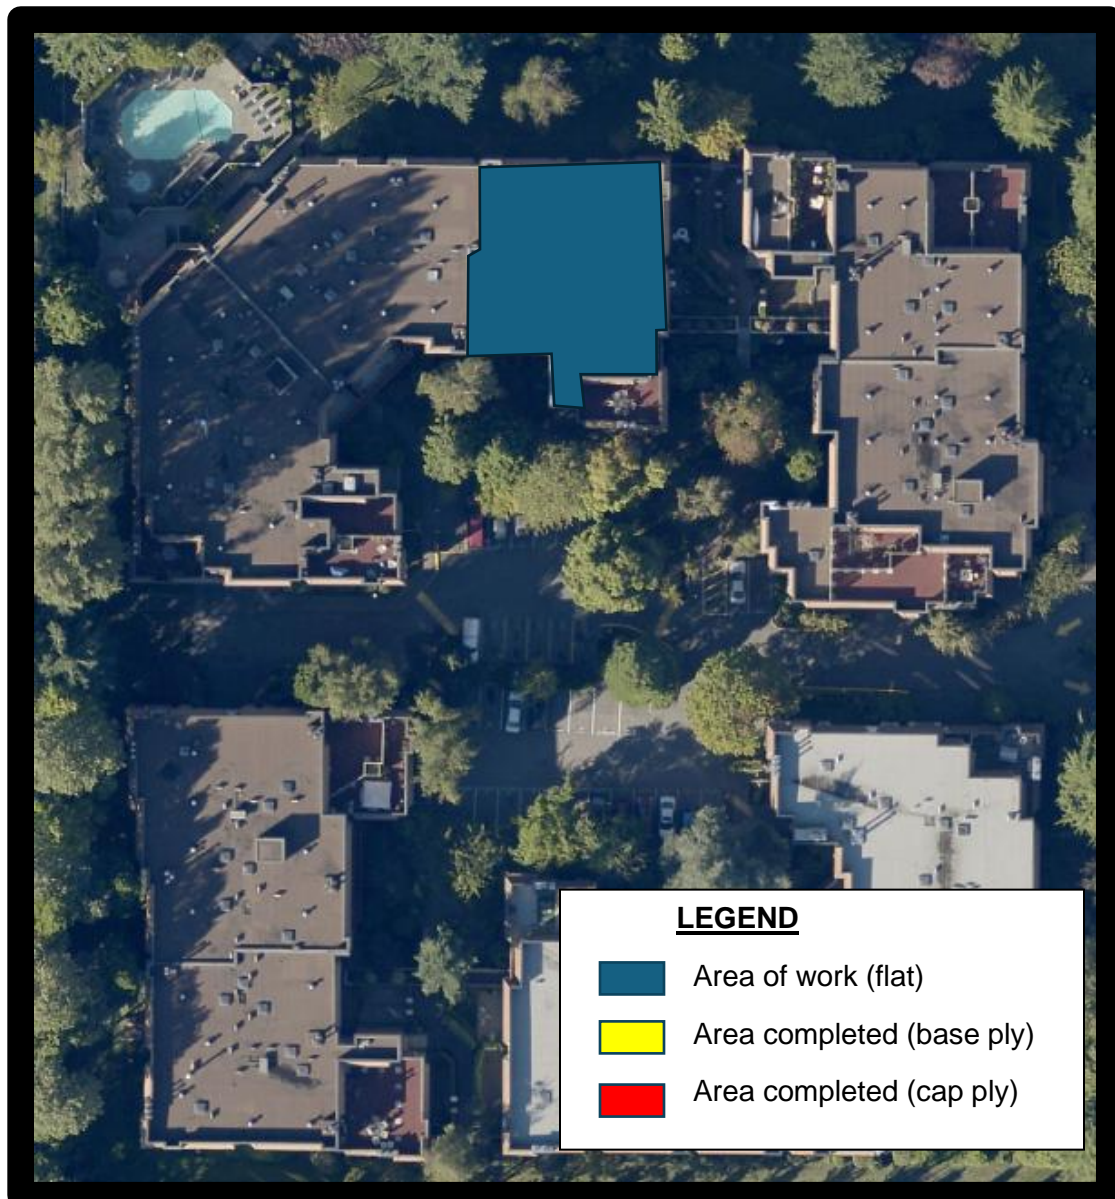 LEGEND
Area of work (flat)
Area completed (base ply)
Area completed (cap ply)